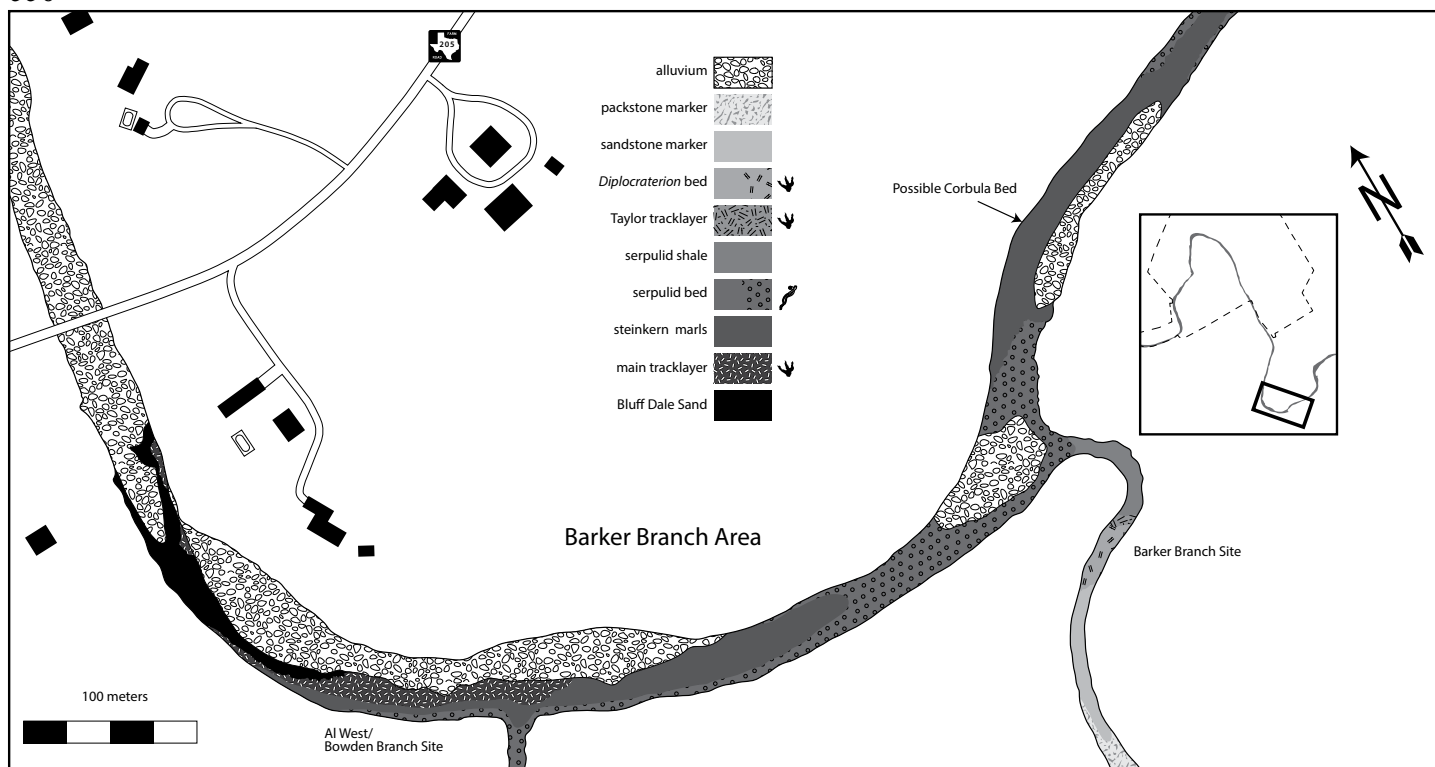 FARM
205
ROAD
alluvium
packstone marker
sandstone marker
Diplocraterion bed
Taylor tracklayer
serpulid shale
serpulid bed
steinkern marls
main tracklayer
Bluff Dale Sand
Possible Corbula Bed
N
Barker Branch Area
Barker Branch Site
100 meters
Al West/
Bowden Branch Site